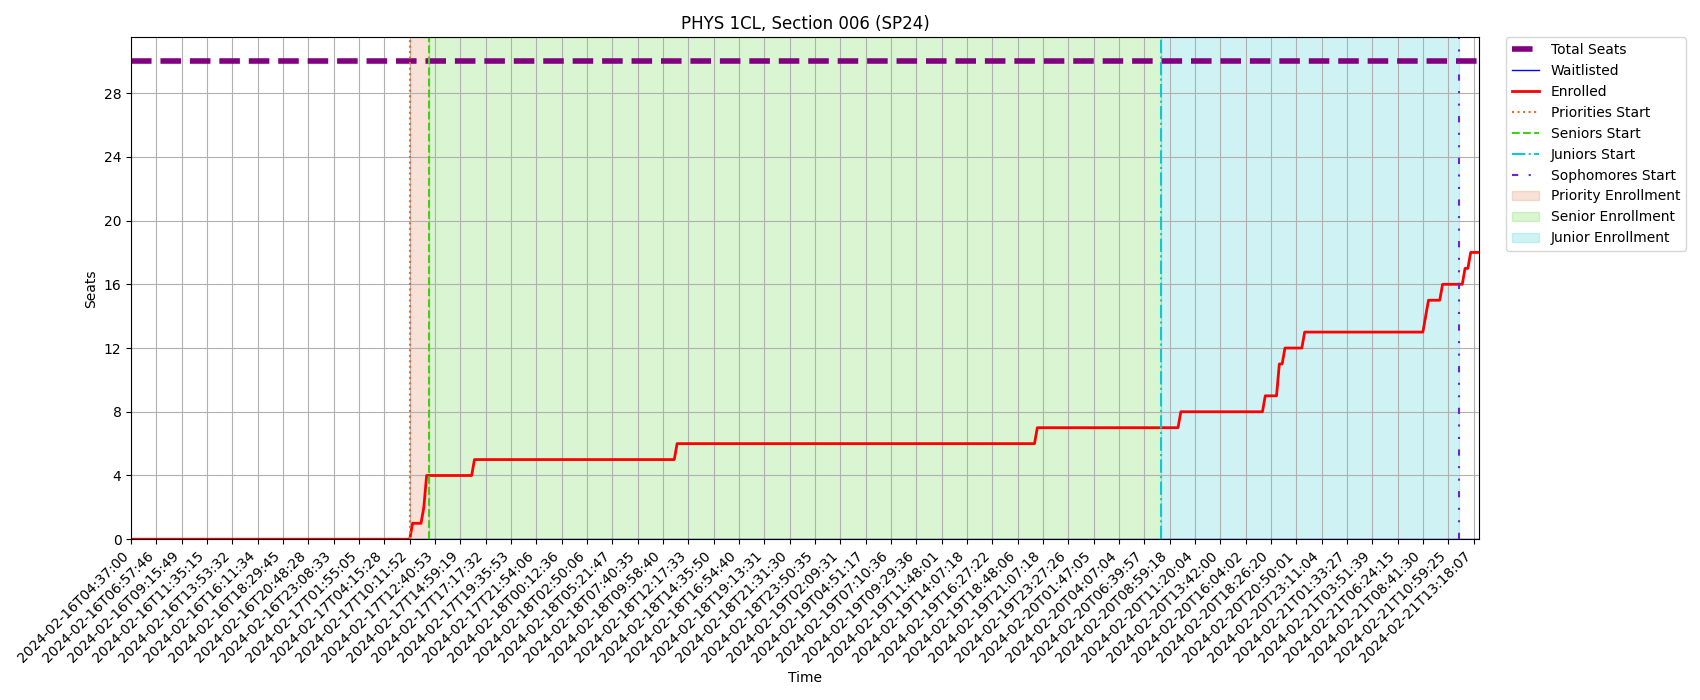 PHYS 1CL, Section 006 (SP24)
Seats
28
24
20
16
12
8
4
0
2024-02-16T04:37:00
2024-02-16T06:57:46
2024-02-16T09:15:49
2024-02-16T11:35:15
2024-02-16T13:53:32
2024-02-16T16:11:34
2024-02-16T18:29:45
2024-02-16T20:48:28
2024-02-16T23:08:33
2024-02-17T01:55:05
2024-02-17T04:15:28
2024-02-17T10:11:52
2024-02-17T12:40:53
2024-02-17T14:59:19
2024-02-17T17:17:32
2024-02-17T19:35:53
2024-02-17T21:54:06
2024-02-18T00:12:36
2024-02-18T02:50:06
2024-02-18T05:21:47
2024-02-18T07:40:35
2024-02-18T09:58:40
2024-02-18T12:17:33
2024-02-18T14:35:50
2024-02-18T16:54:40
2024-02-18T19:13:31
2024-02-18T21:31:30
2024-02-18T23:50:35
2024-02-19T02:09:31
2024-02-19T04:51:17
2024-02-19T07:10:36
2024-02-19T09:29:36
2024-02-19T11:48:01
2024-02-19T14:07:18
2024-02-19T16:27:22
2024-02-19T18:48:06
2024-02-19T21:07:18
2024-02-19T23:27:26
2024-02-20T01:47:05
2024-02-20T04:07:04
2024-02-20T06:39:57
2024-02-20T08:59:18
2024-02-20T11:20:04
2024-02-20T13:42:00
2024-02-20T16:04:02
2024-02-20T18:26:20
2024-02-20T20:50:01
2024-02-20T23:11:04
2024-02-21T01:33:27
2024-02-21T03:51:39
2024-02-21T06:24:15
2024-02-21T08:41:30
2024-02-21T10:59:25
2024-02-21T13:18:07
Time
Total Seats
Waitlisted
Enrolled
Priorities Start
Seniors Start
Juniors Start
Sophomores Start
Priority Enrollment
Senior Enrollment
Junior Enrollment